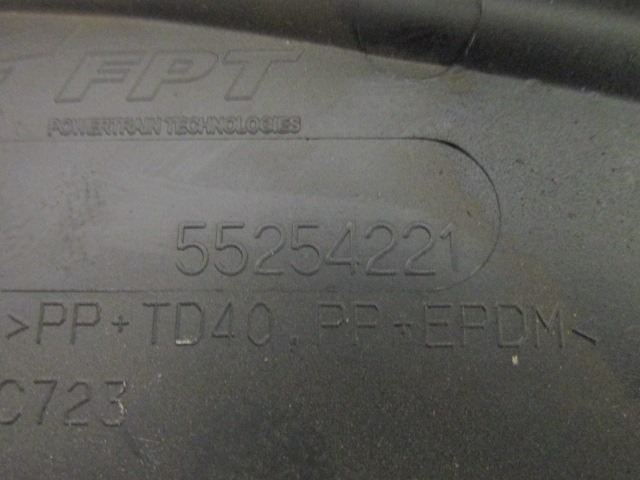 FPT
POWERTRAIN TECHNOLOGIES
55254221
>PP+TD40.PP+EPDM<
C723